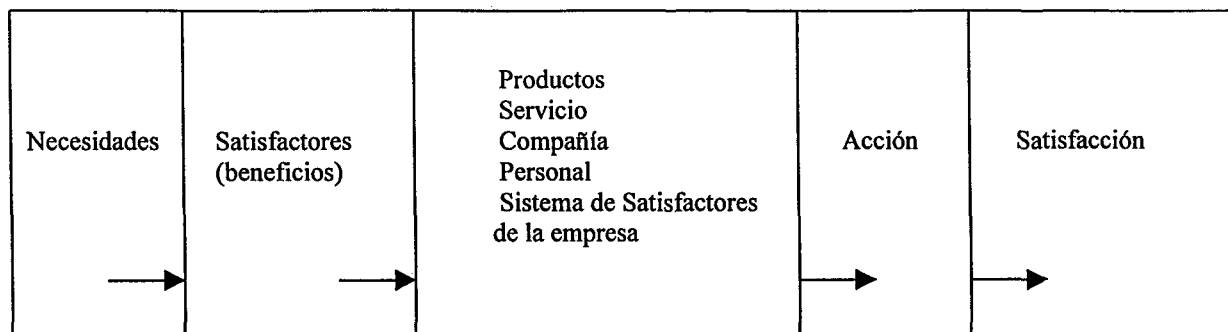 Necesidades
Satisfactores
(beneficios)
Productos
Servicio
Compañía
Personal
Sistema de Satisfactores
de la empresa
Acción
Satisfacción